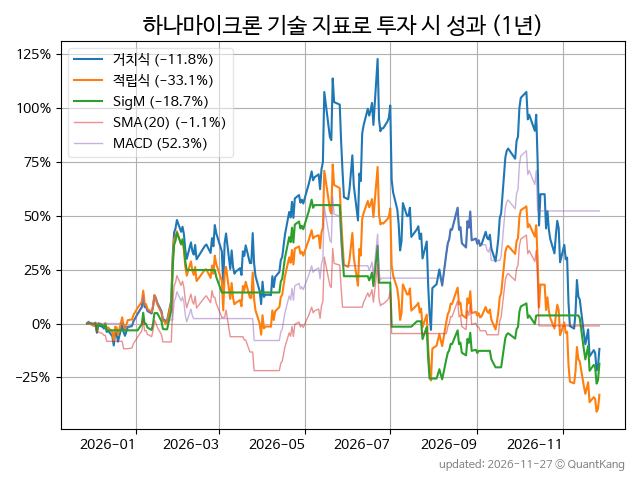 하나마이크론 기술 지표로 투자 시 성과 (1년)
125%
100%
75%
50%
25%
0%
−25%
거치식 (-11.8%)
적립식 (-33.1%)
SigM (-18.7%)
SMA(20) (-1.1%)
MACD (52.3%)
2026-01
2026-03
2026-05
2026-07
2026-09
2026-11
updated: 2026-11-27 © QuantKang